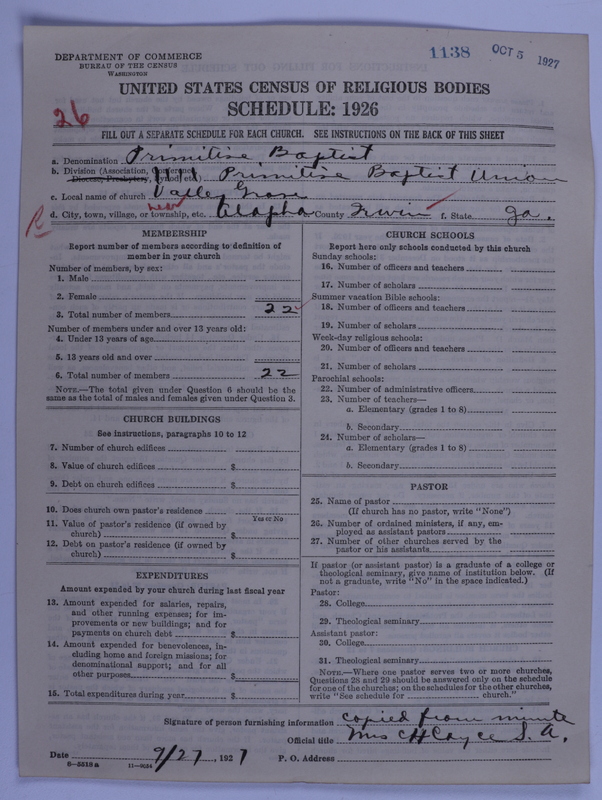 1138 OCT 5 1927
DEPARTMENT OF COMMERCE
BUREAU OF THE CENSUS
WASHINGTON
UNITED STATES CENSUS OF RELIGIOUS BODIES
SCHEDULE: 1926
26
FILL OUT A SEPARATE SCHEDULE FOR EACH CHURCH. SEE INSTRUCTIONS ON THE BACK OF THIS SHEET
a. Denomination Primitive Baptist
b. Division (Association, Conference,
Diocese, Presbytery, Synod, etc.) Primitive Baptist Union
c. Local name of church Valley Grove
d. City, town, village, or township, etc. near Alapha County Irwin f. State Ga.
MEMBERSHIP
Report number of members according to definition of
member in your church
Number of members, by sex:
1. Male
2. Female
3. Total number of members 22
Number of members under and over 13 years old:
4. Under 13 years of age
5. 13 years old and over
6. Total number of members 22
NOTE.—The total given under Question 6 should be the
same as the total of males and females given under Question 3.
CHURCH BUILDINGS
See instructions, paragraphs 10 to 12
7. Number of church edifices
8. Value of church edifices $
9. Debt on church edifices $
10. Does church own pastor's residence
Yes or No
11. Value of pastor's residence (if owned by
church) $
12. Debt on pastor's residence (if owned by
church) $
EXPENDITURES
Amount expended by your church during last fiscal year
13. Amount expended for salaries, repairs,
and other running expenses; for im-
provements or new buildings; and for
payments on church debt $
14. Amount expended for benevolences, in-
cluding home and foreign missions; for
denominational support; and for all
other purposes $
15. Total expenditures during year $
CHURCH SCHOOLS
Report here only schools conducted by this church
Sunday schools:
16. Number of officers and teachers
17. Number of scholars
Summer vacation Bible schools:
18. Number of officers and teachers
19. Number of scholars
Week-day religious schools:
20. Number of officers and teachers
21. Number of scholars
Parochial schools:
22. Number of administrative officers
23. Number of teachers—
a. Elementary (grades 1 to 8)
b. Secondary
24. Number of scholars—
a. Elementary (grades 1 to 8)
b. Secondary
PASTOR
25. Name of pastor
(If church has no pastor, write "None")
26. Number of ordained ministers, if any, em-
ployed as assistant pastors
27. Number of other churches served by the
pastor or his assistants
If pastor (or assistant pastor) is a graduate of a college or
theological seminary, give name of institution below. (If
not a graduate, write "No" in the space indicated.)
Pastor:
28. College
29. Theological seminary
Assistant pastor:
30. College
31. Theological seminary
NOTE.—Where one pastor serves two or more churches,
Questions 28 and 29 should be answered only on the schedule
for one of the churches; on the schedules for the other churches,
write "See schedule for church."
Signature of person furnishing information copied from minute
Official title Mrs C H Cayce S. A.
Date 9/27, 1927 P. O. Address
6-5518a 11-9054